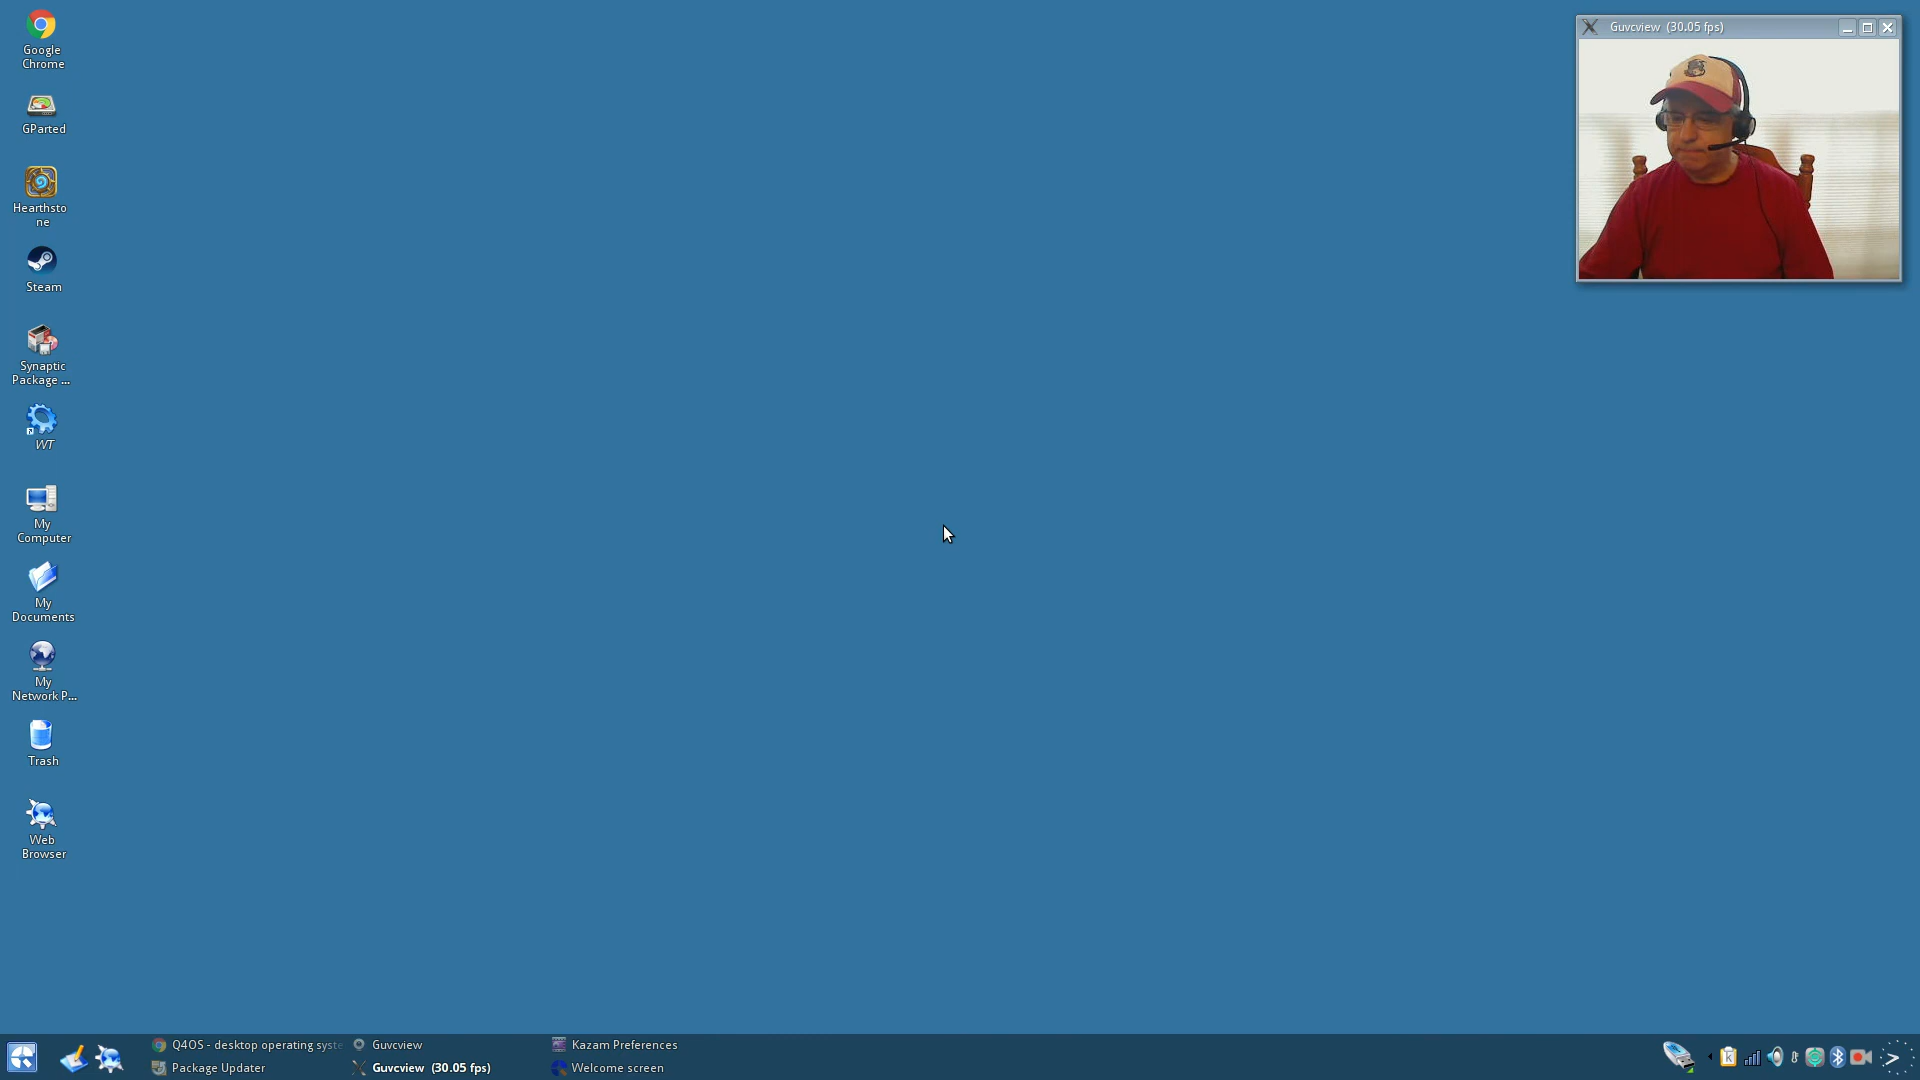 Google
Chrome
GParted
Hearthsto
ne
Steam
Synaptic
Package ...
WT
My
Computer
My
Documents
My
Network P...
Trash
Web
Browser
Guvcview (30.05 fps)
Q4OS - desktop operating syste
Guvcview
Kazam Preferences
Package Updater
Guvcview (30.05 fps)
Welcome screen